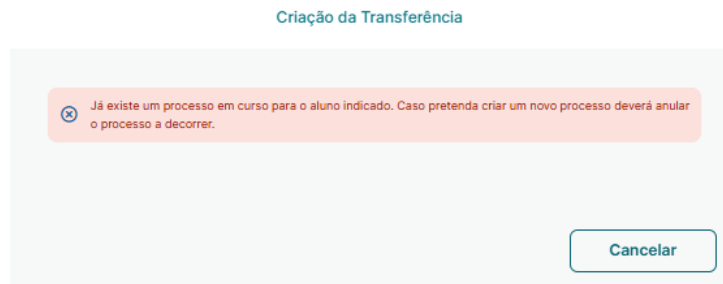 Criação da Transferência
Já existe um processo em curso para o aluno indicado. Caso pretenda criar um novo processo deverá anular
o processo a decorrer.
Cancelar